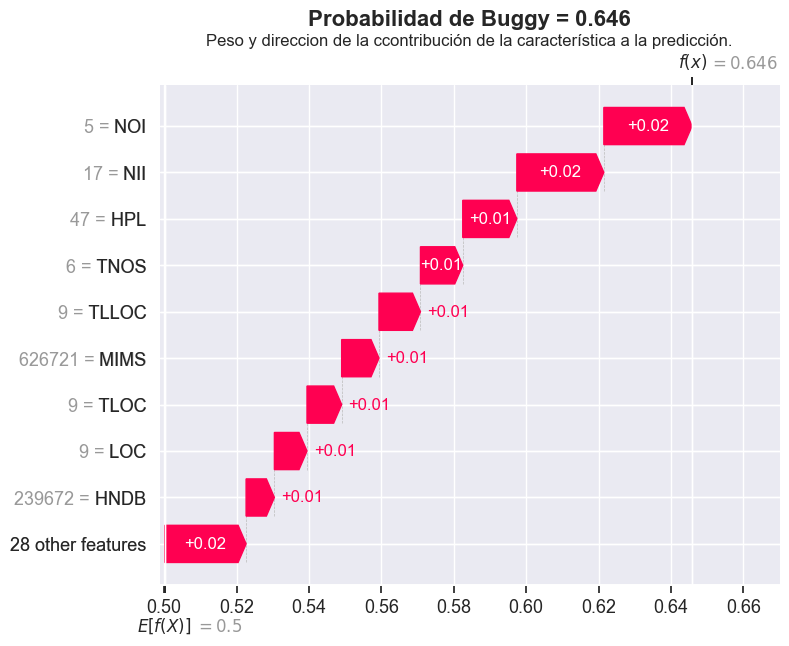 Probabilidad de Buggy = 0.646
Peso y direccion de la ccontribución de la característica a la predicción.
f(x) = 0.646
5 = NOI
+0.02
17 = NII
+0.02
47 = HPL
+0.01
6 = TNOS
+0.01
9 = TLLOC
+0.01
626721 = MIMS
+0.01
9 = TLOC
+0.01
9 = LOC
+0.01
239672 = HNDB
+0.01
28 other features
+0.02
0.50 0.52 0.54 0.56 0.58 0.60 0.62 0.64 0.66
E[f(X)] = 0.5